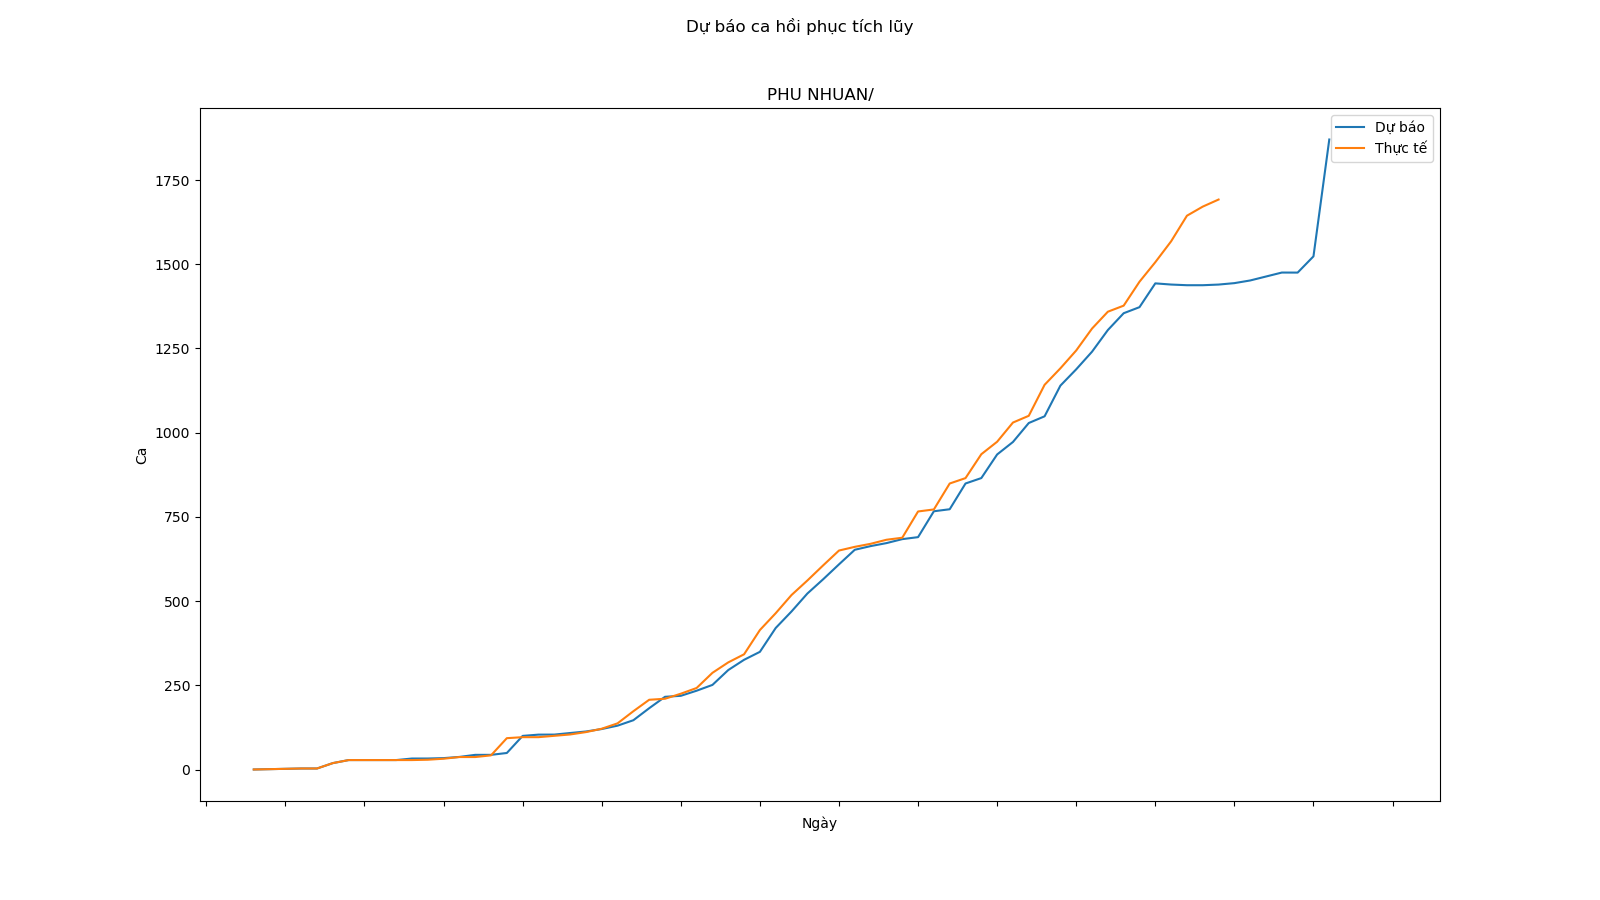 Dự báo ca hồi phục tích lũy
PHU NHUAN/
Dự báo
Thực tế
1750
1500
1250
1000
750
500
250
0
Ca
Ngày